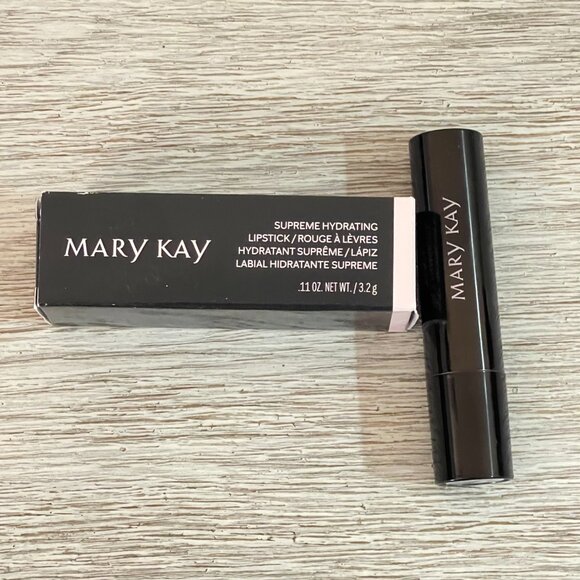 MARY KAY
SUPREME HYDRATING
LIPSTICK / ROUGE À LÈVRES
HYDRATANT SUPRÊME / LÁPIZ
LABIAL HIDRATANTE SUPREME
.11 OZ. NET WT. / 3.2 g
MARY KAY